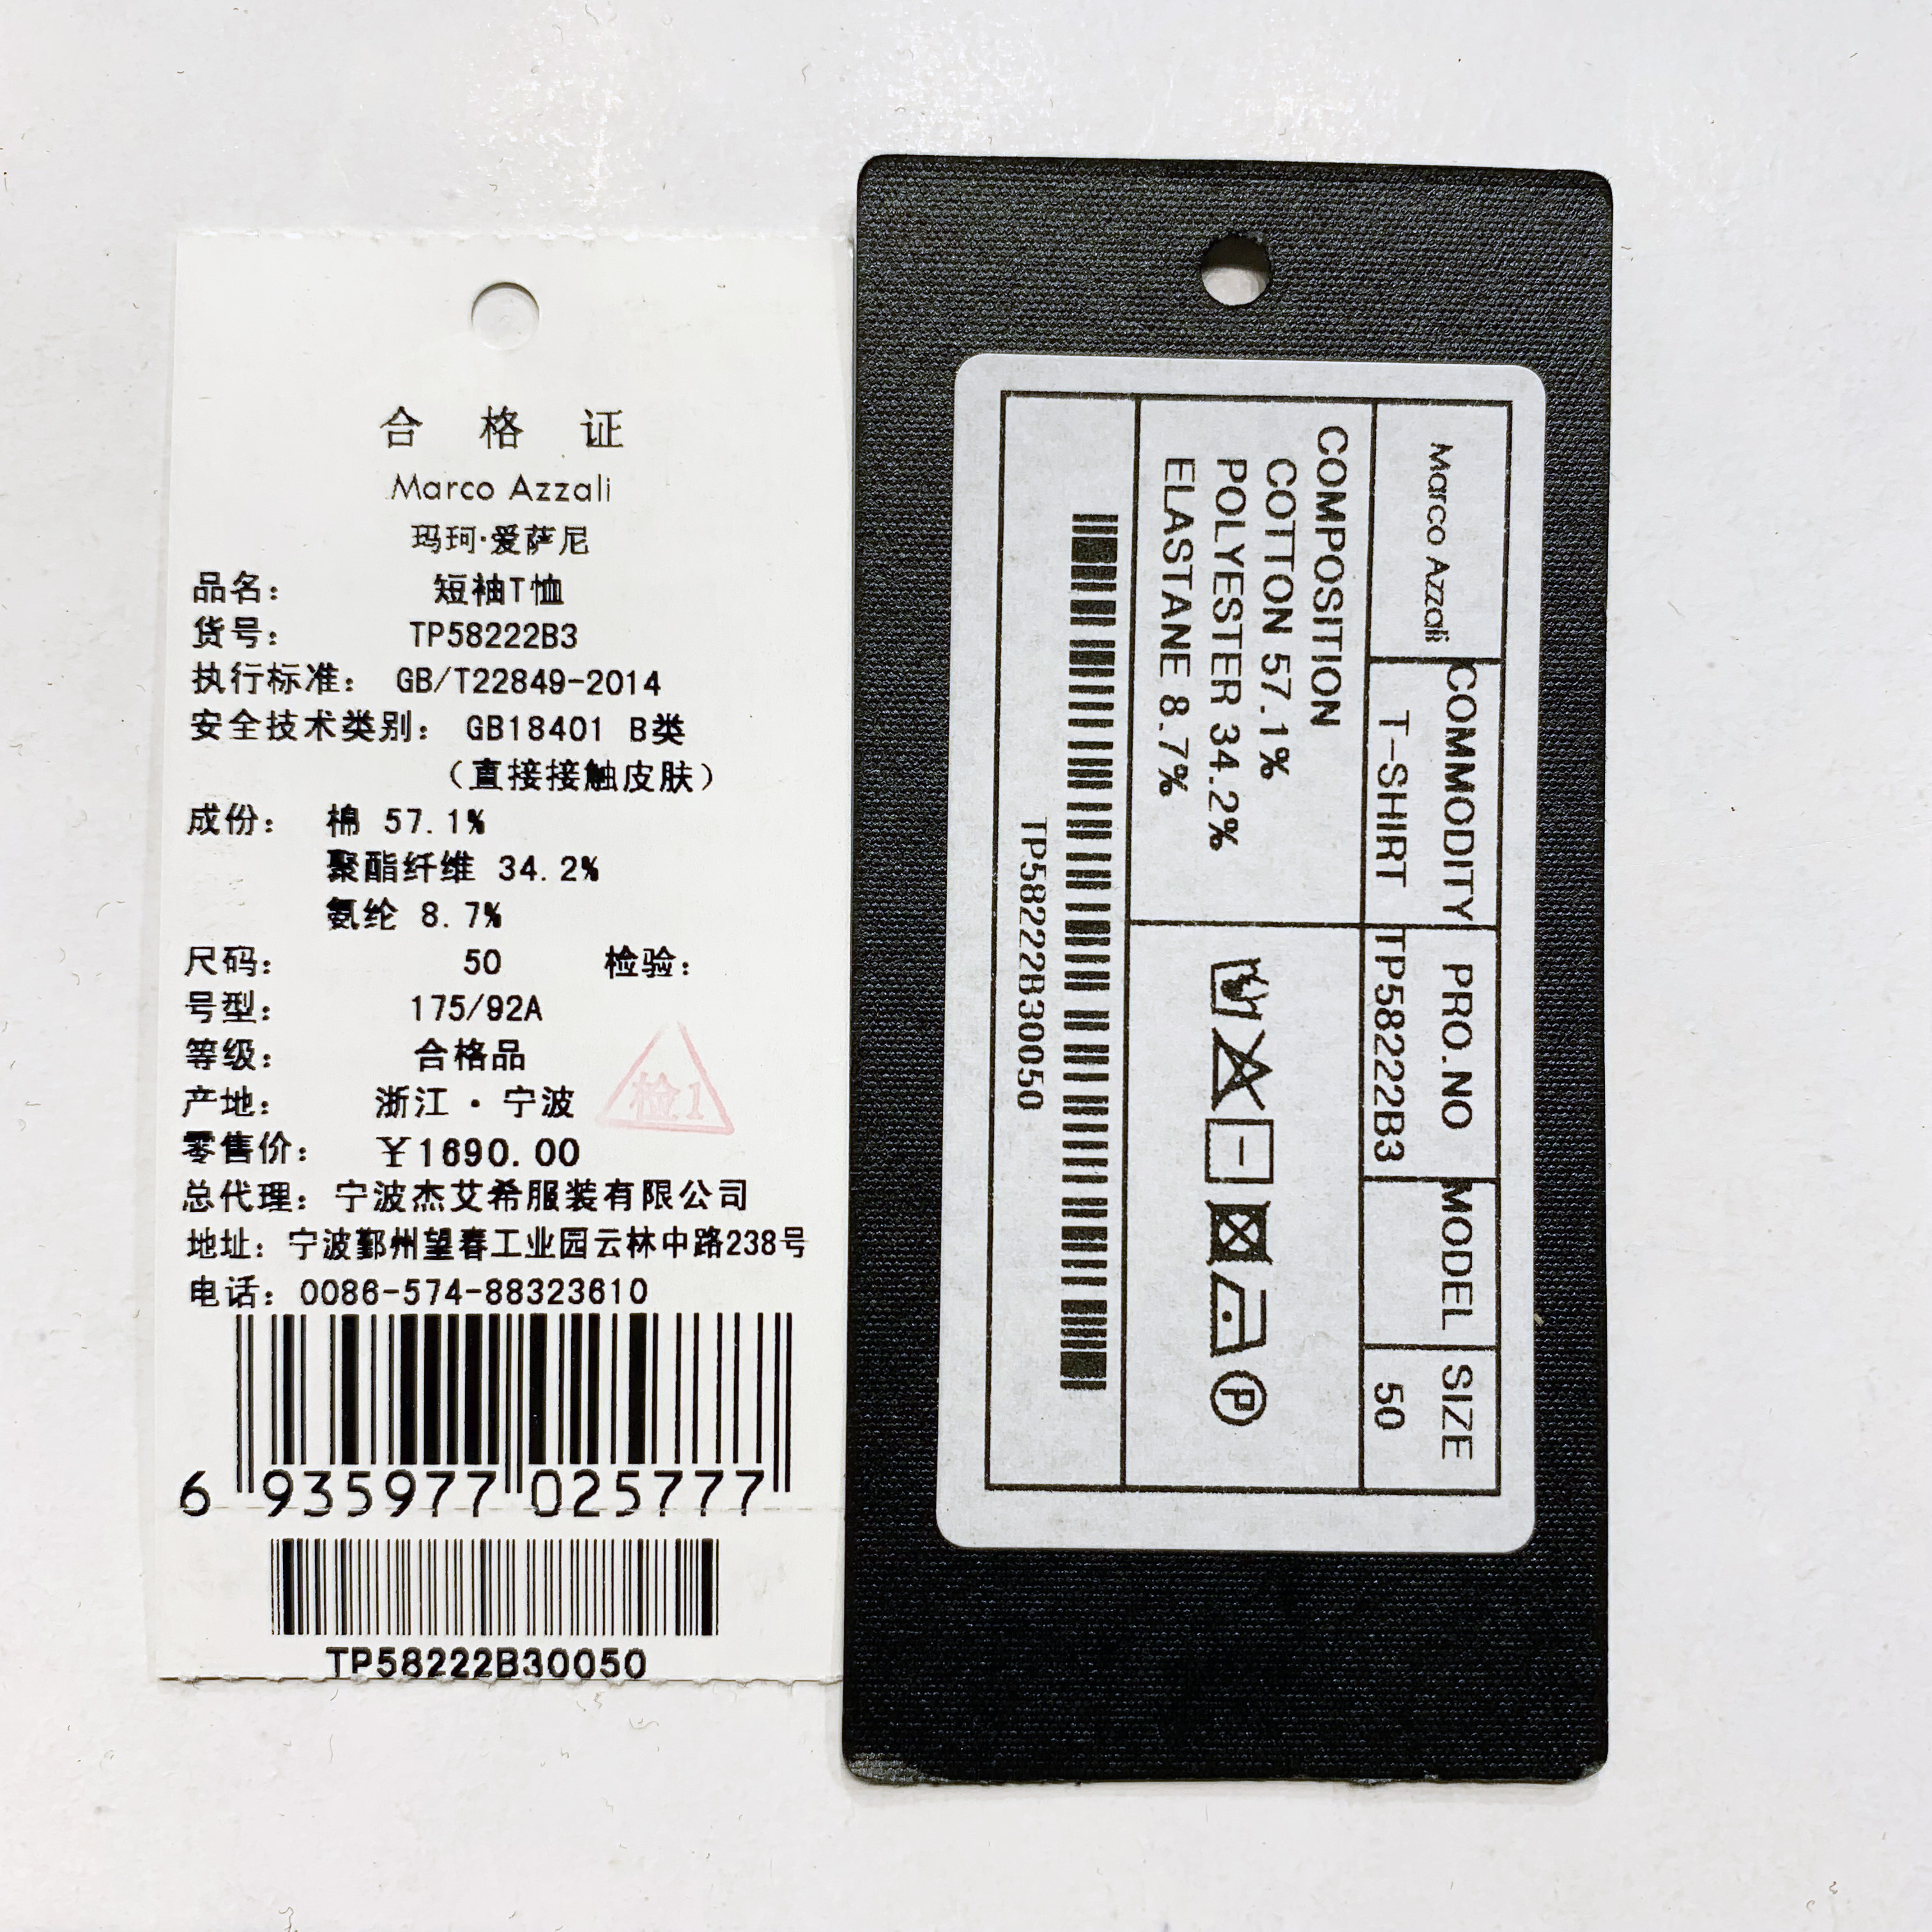 合 格 证
Marco Azzali
玛珂·爱萨尼
品名： 短袖T恤
货号： TP58222B3
执行标准： GB/T22849-2014
安全技术类别： GB18401 B类
（直接接触皮肤）
成份： 棉 57.1%
聚酯纤维 34.2%
氨纶 8.7%
尺码： 50 检验：
号型： 175/92A
等级： 合格品
检1
产地： 浙江·宁波
零售价： ¥1690.00
总代理：宁波杰艾希服装有限公司
地址：宁波鄞州望春工业园云林中路238号
电话：0086-574-88323610
6 935977 025777
TP58222B30050
Marco Azzali
COMMODITY
T-SHIRT
PRO.NO
TP58222B3
MODEL
SIZE
50
COMPOSITION
COTTON 57.1%
POLYESTER 34.2%
ELASTANE 8.7%
P
TP58222B30050